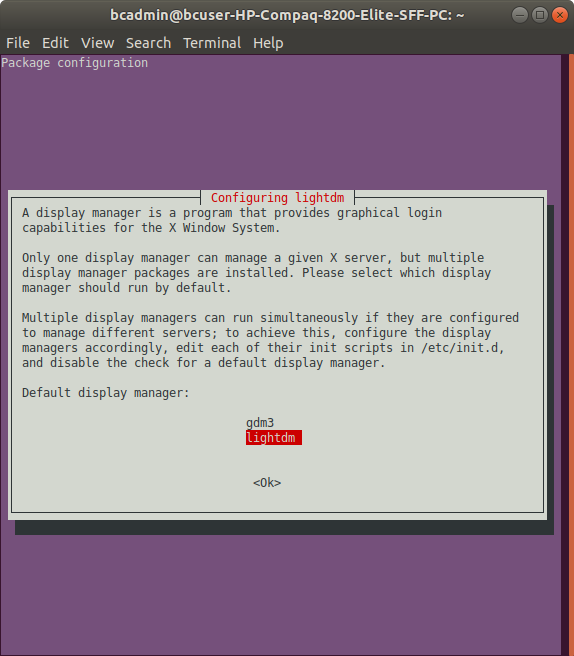 bcadmin@bcuser-HP-Compaq-8200-Elite-SFF-PC: ~
File Edit View Search Terminal Help
Package configuration
Configuring lightdm
A display manager is a program that provides graphical login
capabilities for the X Window System.
Only one display manager can manage a given X server, but multiple
display manager packages are installed. Please select which display
manager should run by default.
Multiple display managers can run simultaneously if they are configured
to manage different servers; to achieve this, configure the display
managers accordingly, edit each of their init scripts in /etc/init.d,
and disable the check for a default display manager.
Default display manager:
gdm3
lightdm
<Ok>